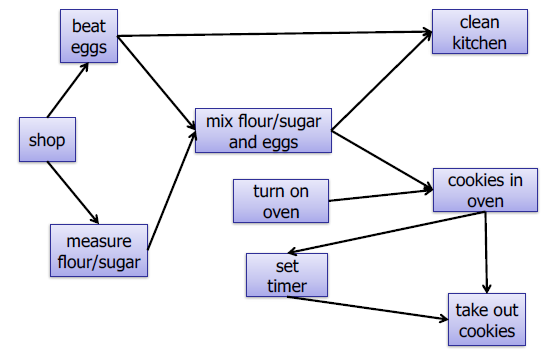 beat
eggs
clean
kitchen
shop
mix flour/sugar
and eggs
turn on
oven
cookies in
oven
measure
flour/sugar
set
timer
take out
cookies